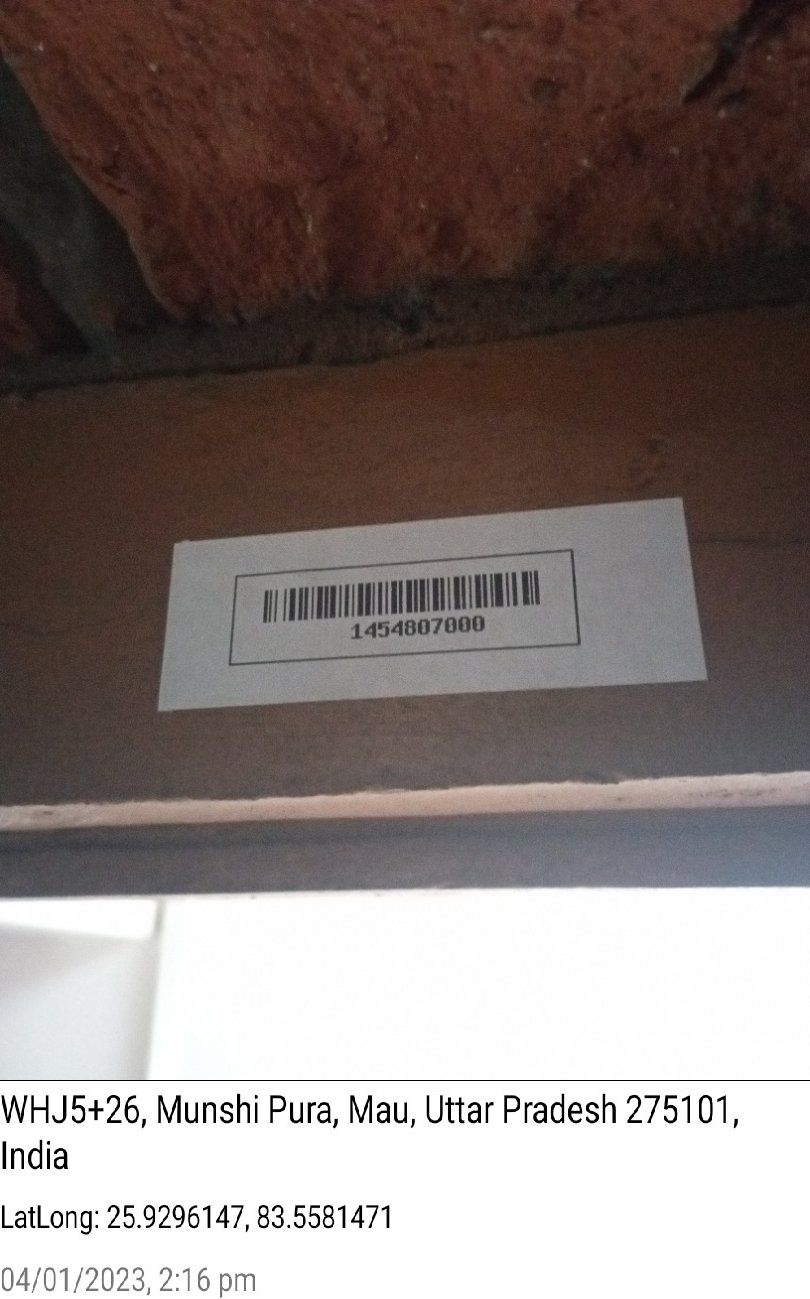 1454807000
WHJ5+26, Munshi Pura, Mau, Uttar Pradesh 275101,
India
LatLong: 25.9296147, 83.5581471
04/01/2023, 2:16 pm